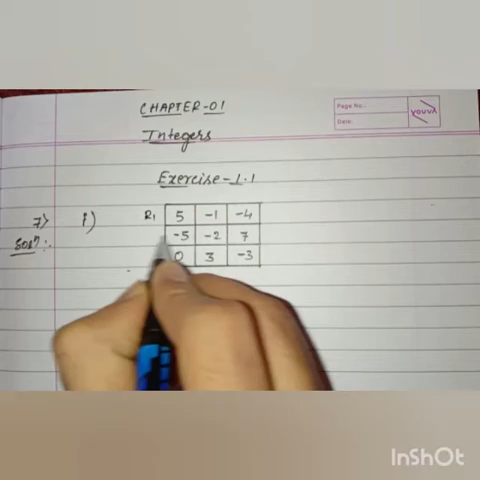 CHAPTER-01
Page No.:
Date:
youva
Integers
Exercise-1.1
7) i) R1 5 -1 -4
Soln:. -5 -2 7
0 3 -3
InShOt